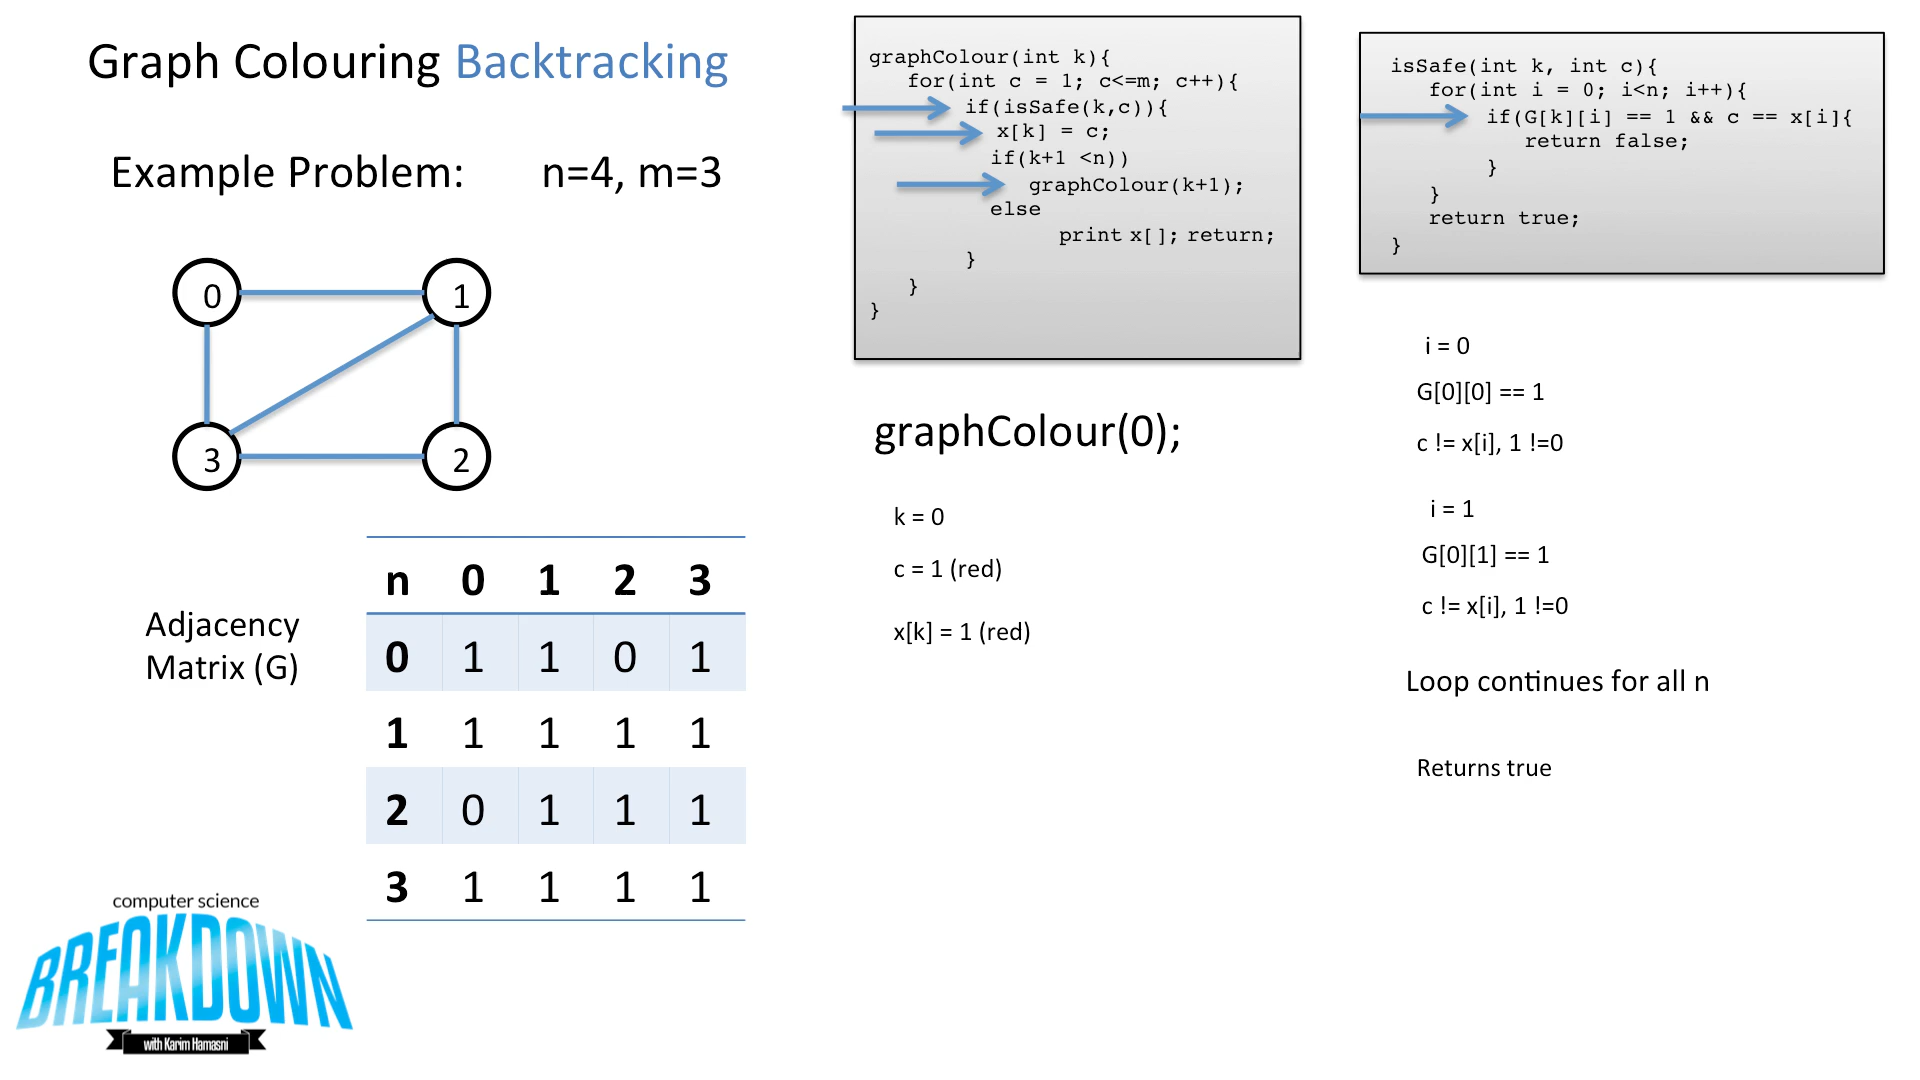 Graph Colouring Backtracking
Example Problem: n=4, m=3
0
1
3
2
Adjacency
Matrix (G)
n 0 1 2 3
0 1 1 0 1
1 1 1 1 1
2 0 1 1 1
3 1 1 1 1
computer science
BREAKDOWN
with Karim Hamasni
graphColour(int k){
for(int c = 1; c<=m; c++){
if(isSafe(k,c)){
x[k] = c;
if(k+1 <n))
graphColour(k+1);
else
print x[]; return;
}
}
}
graphColour(0);
k = 0
c = 1 (red)
x[k] = 1 (red)
isSafe(int k, int c){
for(int i = 0; i<n; i++){
if(G[k][i] == 1 && c == x[i]{
return false;
}
}
return true;
}
i = 0
G[0][0] == 1
c != x[i], 1 !=0
i = 1
G[0][1] == 1
c != x[i], 1 !=0
Loop continues for all n
Returns true